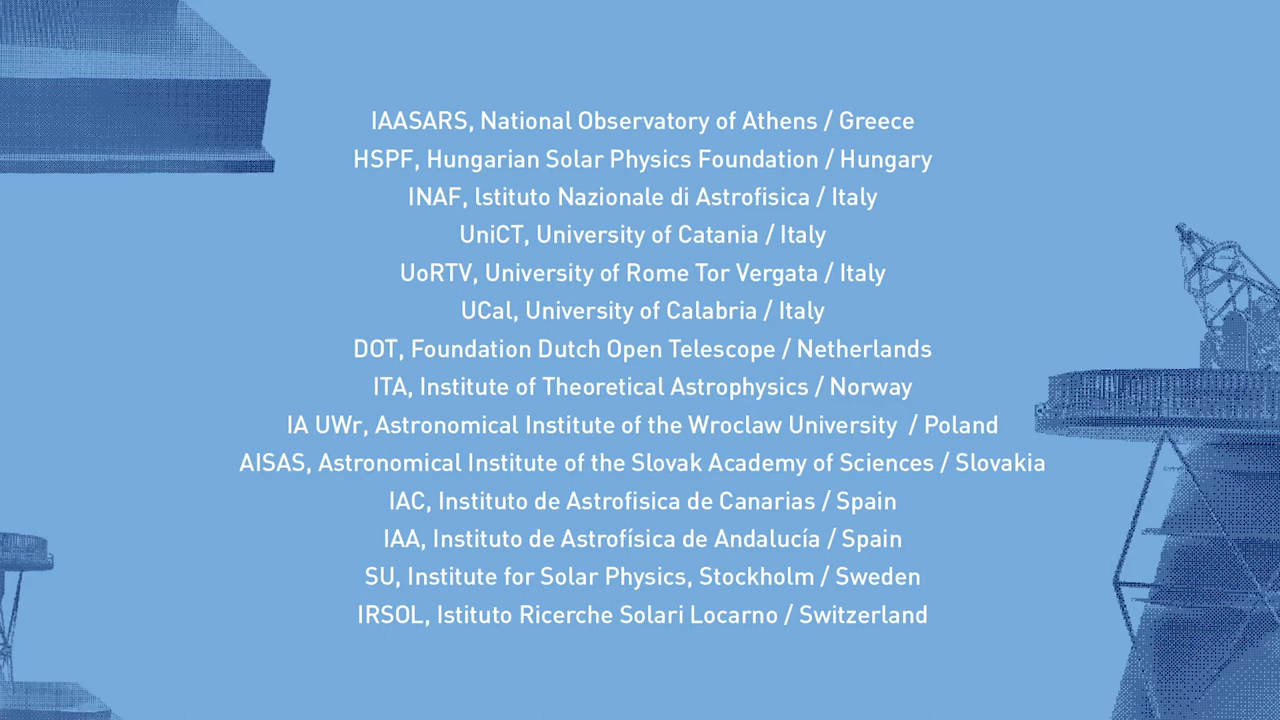 IAASARS, National Observatory of Athens / Greece
HSPF, Hungarian Solar Physics Foundation / Hungary
INAF, lstituto Nazionale di Astrofisica / Italy
UniCT, University of Catania / Italy
UoRTV, University of Rome Tor Vergata / Italy
UCal, University of Calabria / Italy
DOT, Foundation Dutch Open Telescope / Netherlands
ITA, Institute of Theoretical Astrophysics / Norway
IA UWr, Astronomical Institute of the Wroclaw University / Poland
AISAS, Astronomical Institute of the Slovak Academy of Sciences / Slovakia
IAC, Instituto de Astrofisica de Canarias / Spain
IAA, Instituto de Astrofísica de Andalucía / Spain
SU, Institute for Solar Physics, Stockholm / Sweden
IRSOL, Istituto Ricerche Solari Locarno / Switzerland